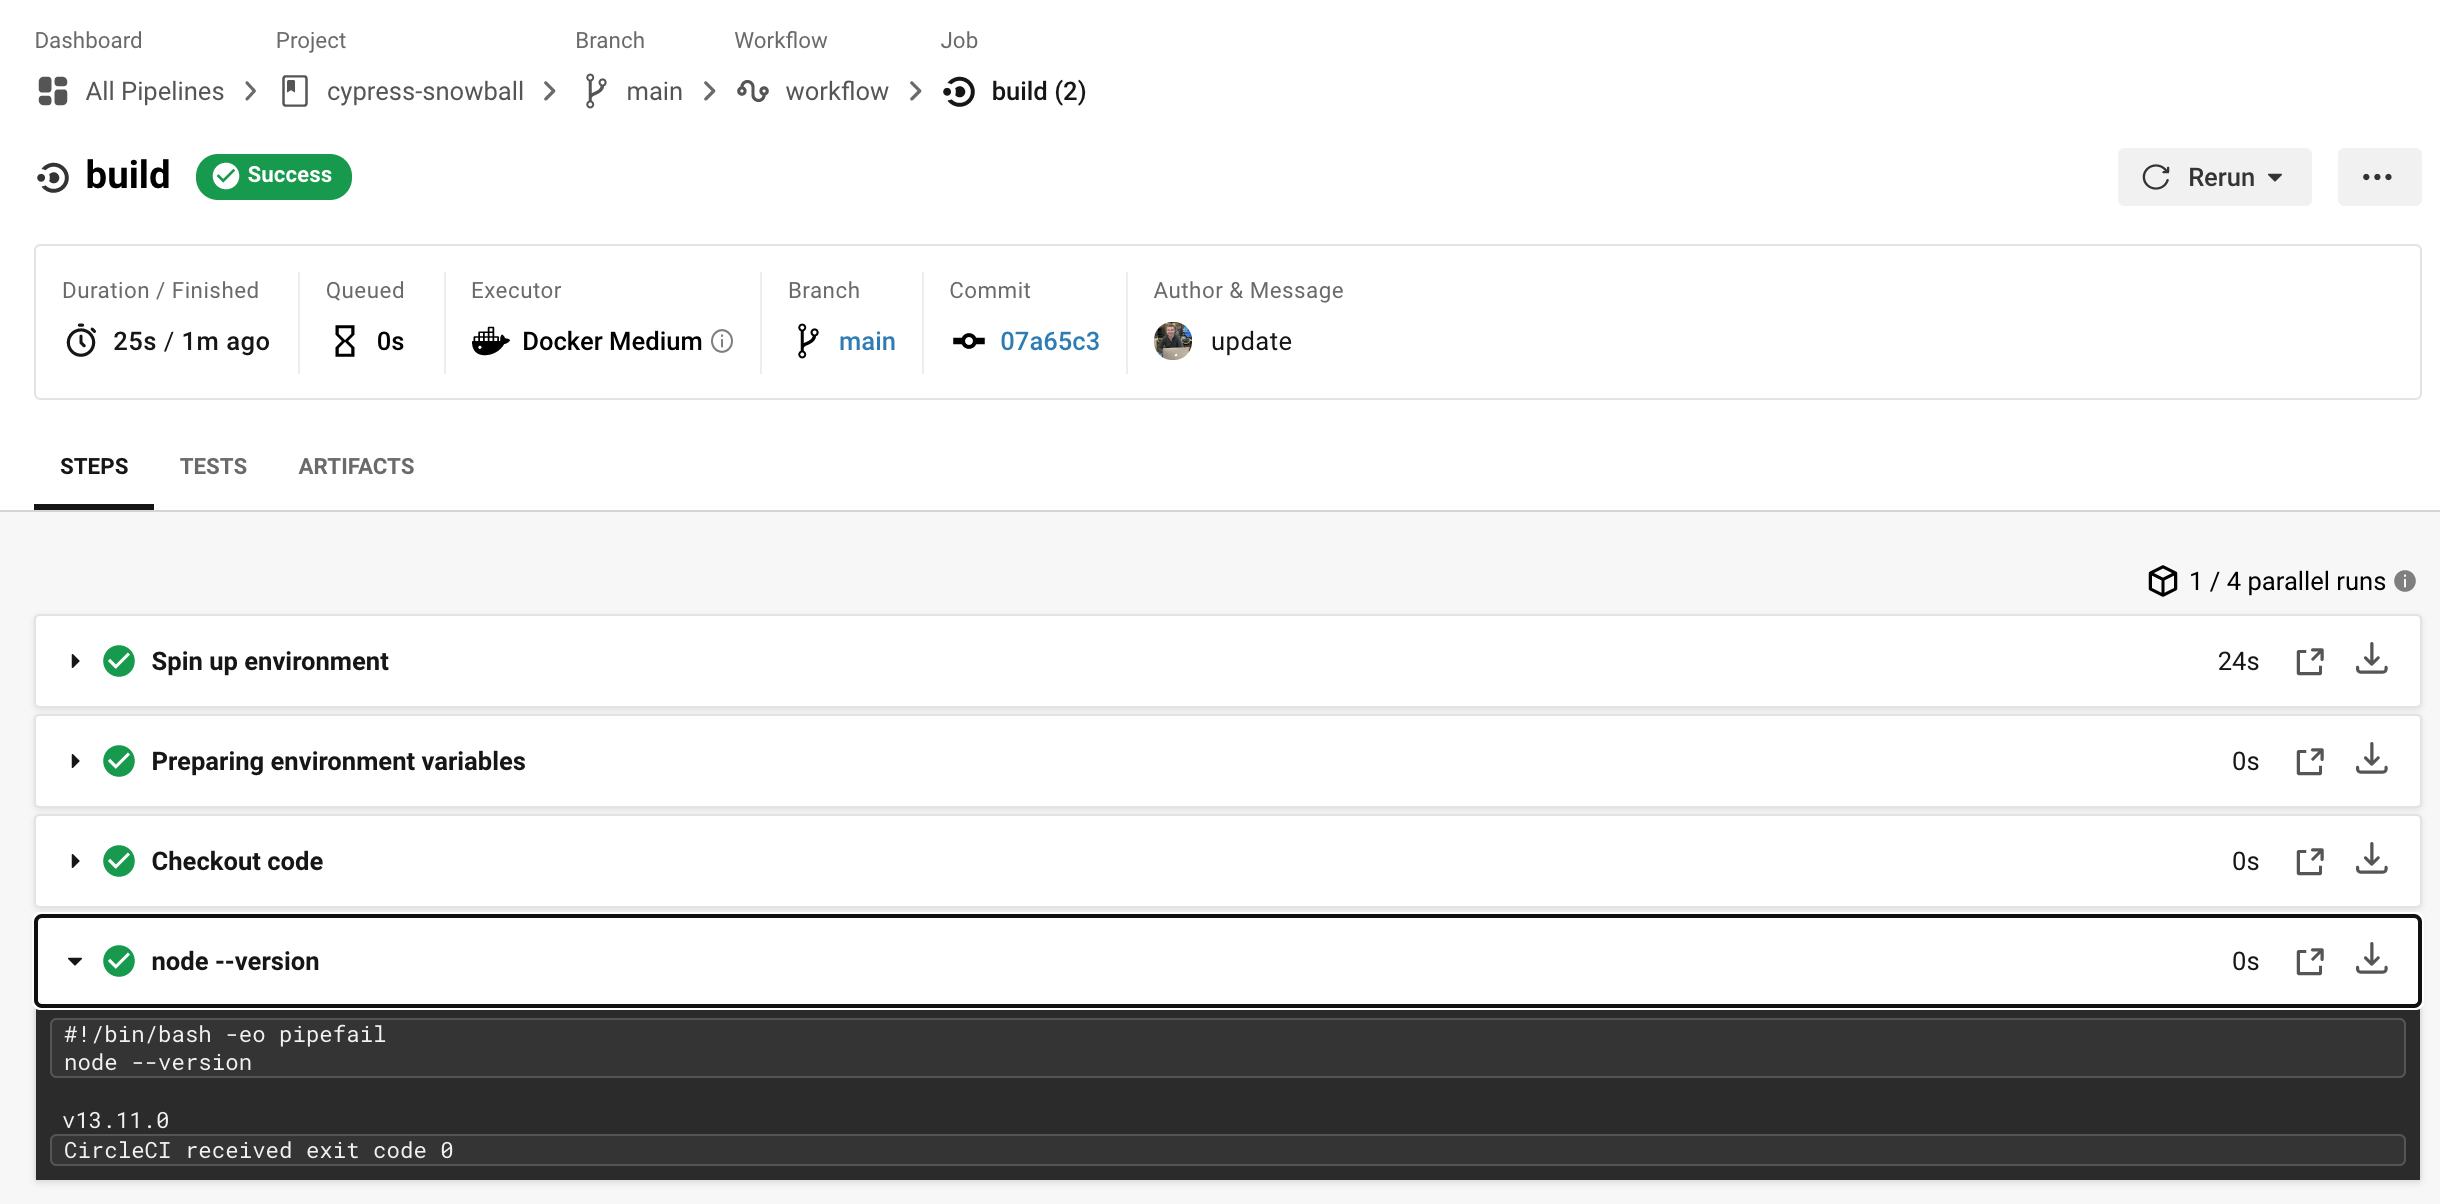 Dashboard Project Branch Workflow Job
All Pipelines cypress-snowball main workflow build (2)
build Success Rerun
Duration / Finished Queued Executor Branch Commit Author & Message
25s / 1m ago 0s Docker Medium main 07a65c3 update
STEPS TESTS ARTIFACTS
1 / 4 parallel runs
Spin up environment 24s
Preparing environment variables 0s
Checkout code 0s
node --version 0s
#!/bin/bash -eo pipefail
node --version
v13.11.0
CircleCI received exit code 0